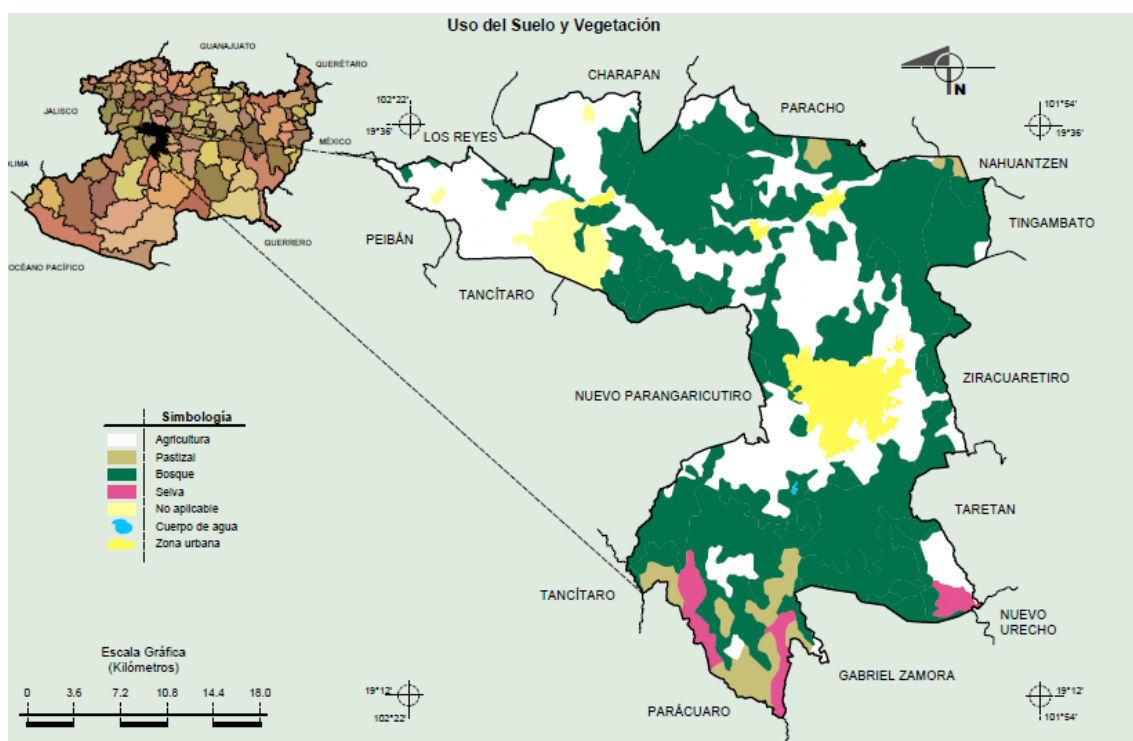 Uso del Suelo y Vegetación
GUANAJUATO
QUERÉTARO
JALISCO
MÉXICO
OLIMA
GUERRERO
OCÉANO PACÍFICO
102°22'
19°36'
101°54'
19°36'
N
CHARAPAN
PARACHO
LOS REYES
NAHUANTZEN
TINGAMBATO
PEIBÁN
TANCÍTARO
NUEVO PARANGARICUTIRO
ZIRACUARETIRO
TARETAN
TANCÍTARO
NUEVO
URECHO
GABRIEL ZAMORA
PARÁCUARO
Simbología
Agricultura
Pastizal
Bosque
Selva
No aplicable
Cuerpo de agua
Zona urbana
Escala Gráfica
(Kilómetros)
0 3.6 7.2 10.8 14.4 18.0
19°12'
102°22'
19°12'
101°54'